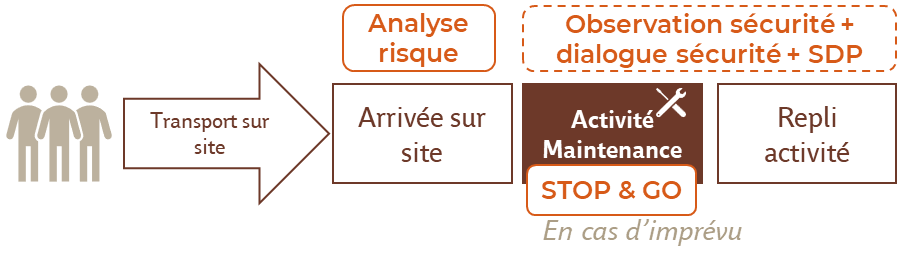 Analyse
risque
Observation sécurité +
dialogue sécurité + SDP
Transport sur
site
Arrivée sur
site
Activité
Maintenance
Repli
activité
STOP & GO
En cas d'imprévu